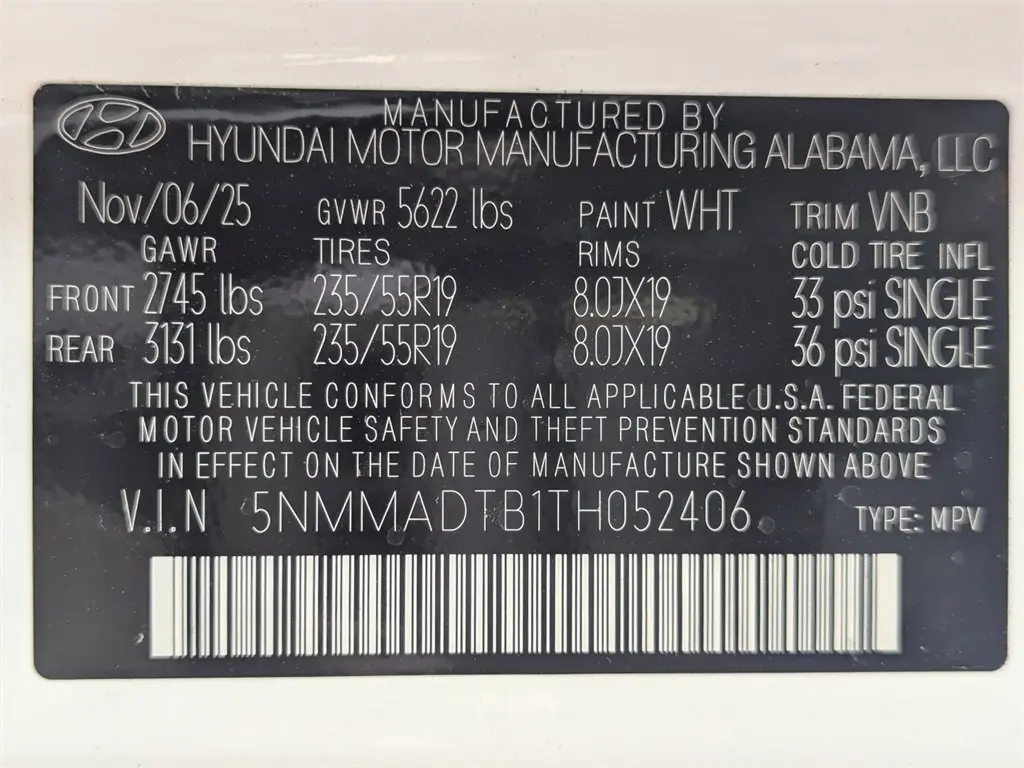 MANUFACTURED BY
HYUNDAI MOTOR MANUFACTURING ALABAMA, LLC
Nov/06/25 GVWR 5622 lbs PAINT WHT TRIM VNB
GAWR TIRES RIMS COLD TIRE INFL
FRONT 2745 lbs 235/55R19 8.0JX19 33 psi SINGLE
REAR 3131 lbs 235/55R19 8.0JX19 36 psi SINGLE
THIS VEHICLE CONFORMS TO ALL APPLICABLE U.S.A. FEDERAL
MOTOR VEHICLE SAFETY AND THEFT PREVENTION STANDARDS
IN EFFECT ON THE DATE OF MANUFACTURE SHOWN ABOVE
V.I.N 5NMMADTB1TH052406 TYPE: MPV